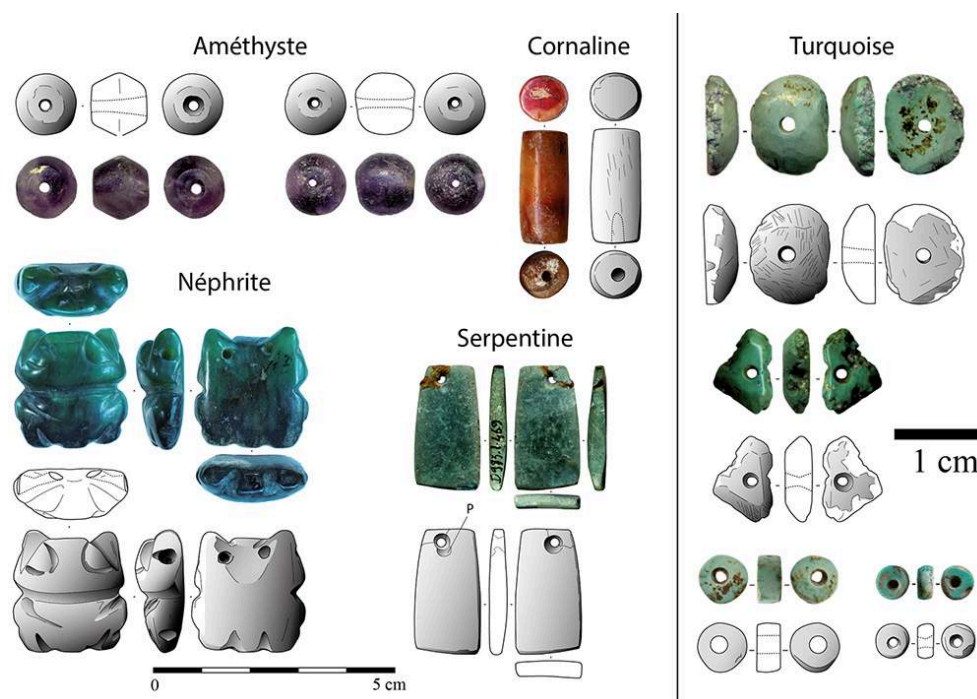 Améthyste
Cornaline
Turquoise
Néphrite
Serpentine
P
1 cm
0
5 cm